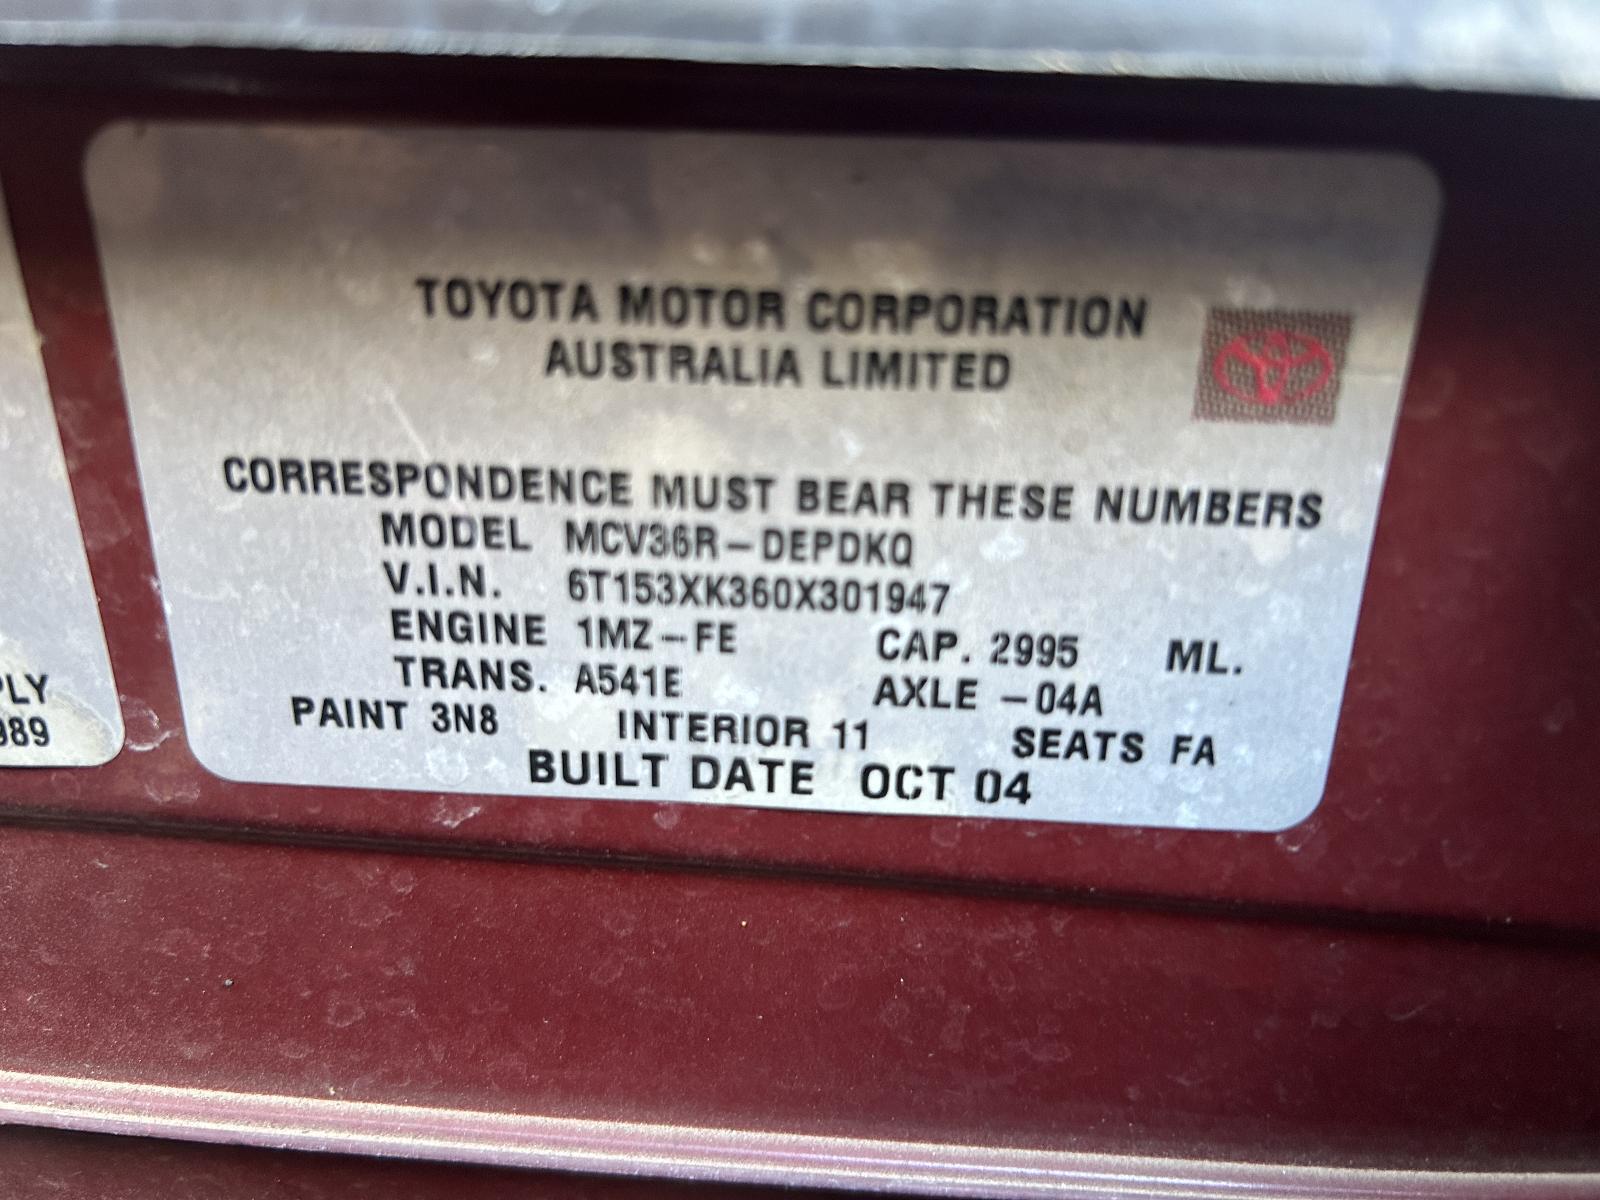 TOYOTA MOTOR CORPORATION
AUSTRALIA LIMITED
CORRESPONDENCE MUST BEAR THESE NUMBERS
MODEL MCV36R-DEPDKQ
V.I.N. 6T153XK360X301947
ENGINE 1MZ-FE CAP. 2995 ML.
TRANS. A541E AXLE -04A
PAINT 3N8 INTERIOR 11 SEATS FA
BUILT DATE OCT 04
PLY
989